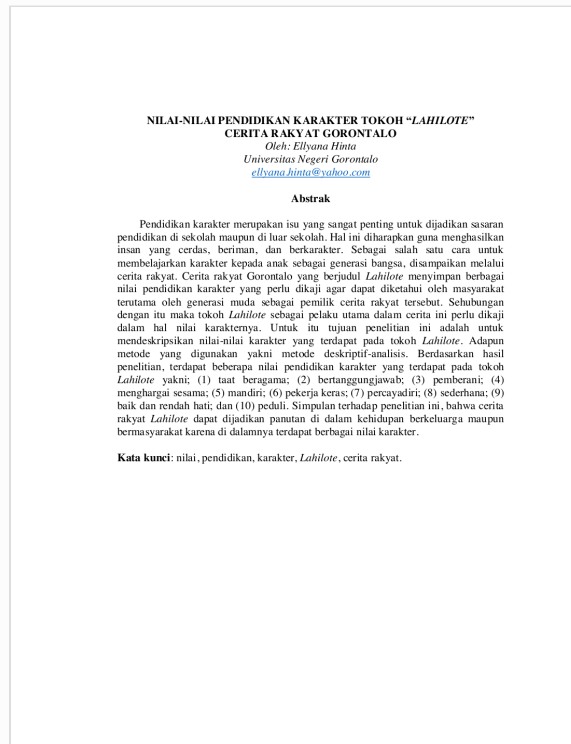 NILAI-NILAI PENDIDIKAN KARAKTER TOKOH “LAHILOTE”
CERITA RAKYAT GORONTALO
Oleh: Ellyana Hinta
Universitas Negeri Gorontalo
ellyana.hinta@yahoo.com
Abstrak
Pendidikan karakter merupakan isu yang sangat penting untuk dijadikan sasaran
pendidikan di sekolah maupun di luar sekolah. Hal ini diharapkan guna menghasilkan
insan yang cerdas, beriman, dan berkarakter. Sebagai salah satu cara untuk
membelajarkan karakter kepada anak sebagai generasi bangsa, disampaikan melalui
cerita rakyat. Cerita rakyat Gorontalo yang berjudul Lahilote menyimpan berbagai
nilai pendidikan karakter yang perlu dikaji agar dapat diketahui oleh masyarakat
terutama oleh generasi muda sebagai pemilik cerita rakyat tersebut. Sehubungan
dengan itu maka tokoh Lahilote sebagai pelaku utama dalam cerita ini perlu dikaji
dalam hal nilai karakternya. Untuk itu tujuan penelitian ini adalah untuk
mendeskripsikan nilai-nilai karakter yang terdapat pada tokoh Lahilote. Adapun
metode yang digunakan yakni metode deskriptif-analisis. Berdasarkan hasil
penelitian, terdapat beberapa nilai pendidikan karakter yang terdapat pada tokoh
Lahilote yakni; (1) taat beragama; (2) bertanggungjawab; (3) pemberani; (4)
menghargai sesama; (5) mandiri; (6) pekerja keras; (7) percayadiri; (8) sederhana; (9)
baik dan rendah hati; dan (10) peduli. Simpulan terhadap penelitian ini, bahwa cerita
rakyat Lahilote dapat dijadikan panutan di dalam kehidupan berkeluarga maupun
bermasyarakat karena di dalamnya terdapat berbagai nilai karakter.
Kata kunci: nilai, pendidikan, karakter, Lahilote, cerita rakyat.